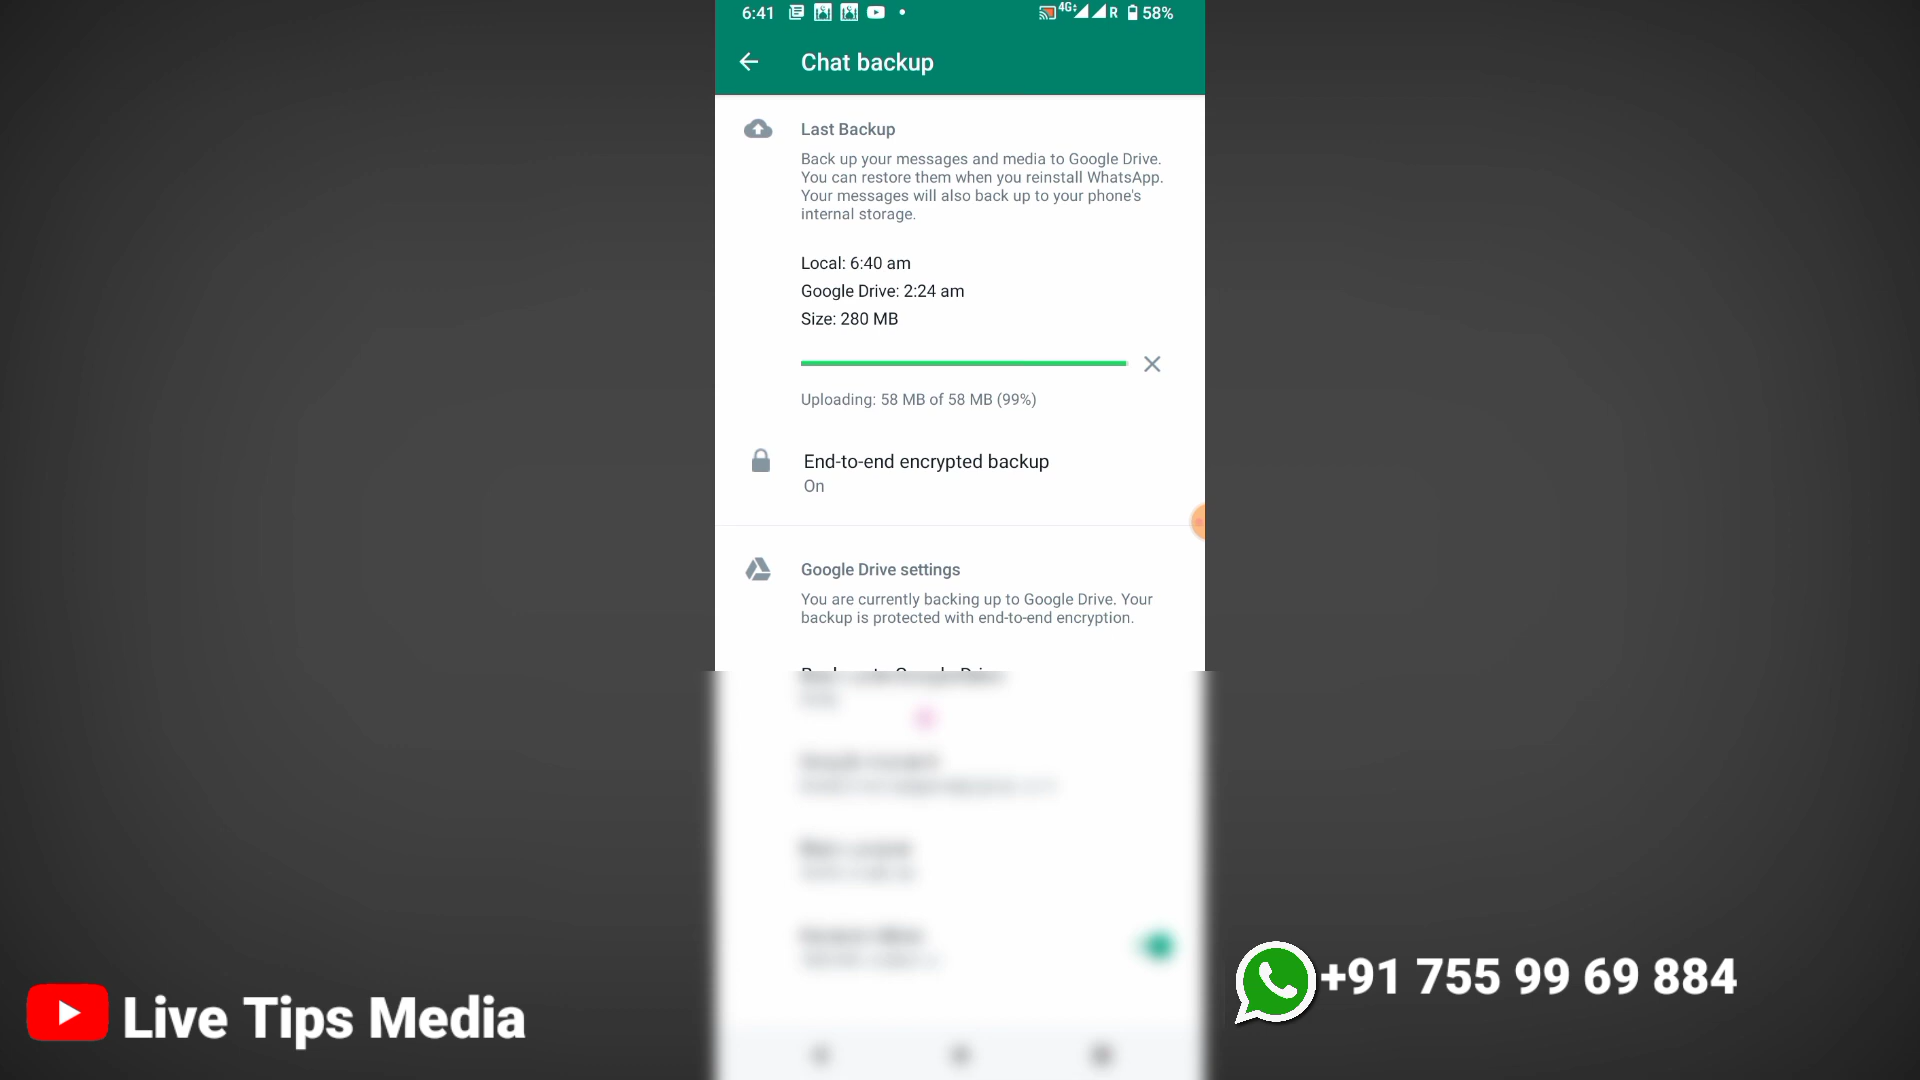 6:41
4G R 58%
Chat backup
Last Backup
Back up your messages and media to Google Drive.
You can restore them when you reinstall WhatsApp.
Your messages will also back up to your phone's
internal storage.
Local: 6:40 am
Google Drive: 2:24 am
Size: 280 MB
Uploading: 58 MB of 58 MB (99%)
End-to-end encrypted backup
On
Google Drive settings
You are currently backing up to Google Drive. Your
backup is protected with end-to-end encryption.
Live Tips Media
+91 755 99 69 884